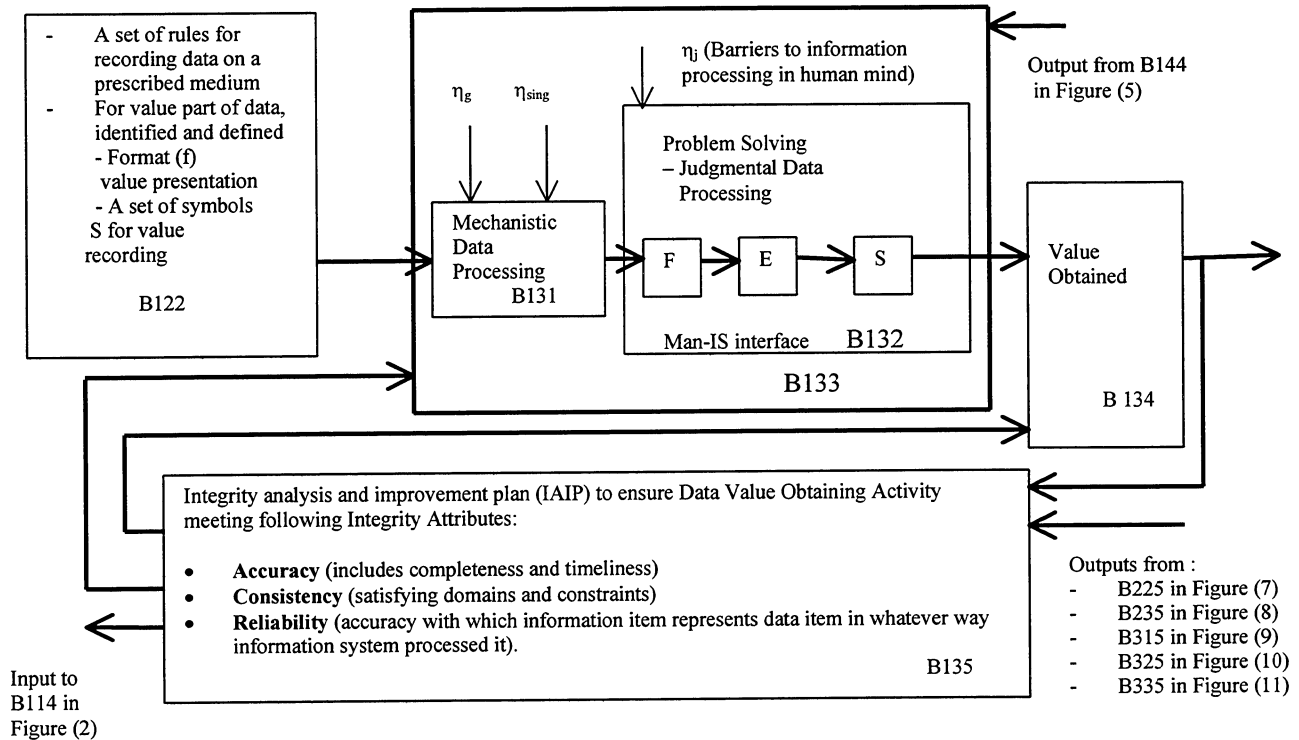 - A set of rules for
recording data on a
prescribed medium
- For value part of data,
identified and defined
- Format (f)
value presentation
- A set of symbols
S for value
recording
B122
ηg
ηsing
ηj (Barriers to information
processing in human mind)
Mechanistic
Data
Processing
B131
Problem Solving
– Judgmental Data
Processing
F
E
S
Man-IS interface
B132
B133
Output from B144
in Figure (5)
Value
Obtained
B 134
Integrity analysis and improvement plan (IAIP) to ensure Data Value Obtaining Activity
meeting following Integrity Attributes:
• Accuracy (includes completeness and timeliness)
• Consistency (satisfying domains and constraints)
• Reliability (accuracy with which information item represents data item in whatever way
information system processed it).
B135
Outputs from :
- B225 in Figure (7)
- B235 in Figure (8)
- B315 in Figure (9)
- B325 in Figure (10)
- B335 in Figure (11)
Input to
B114 in
Figure (2)